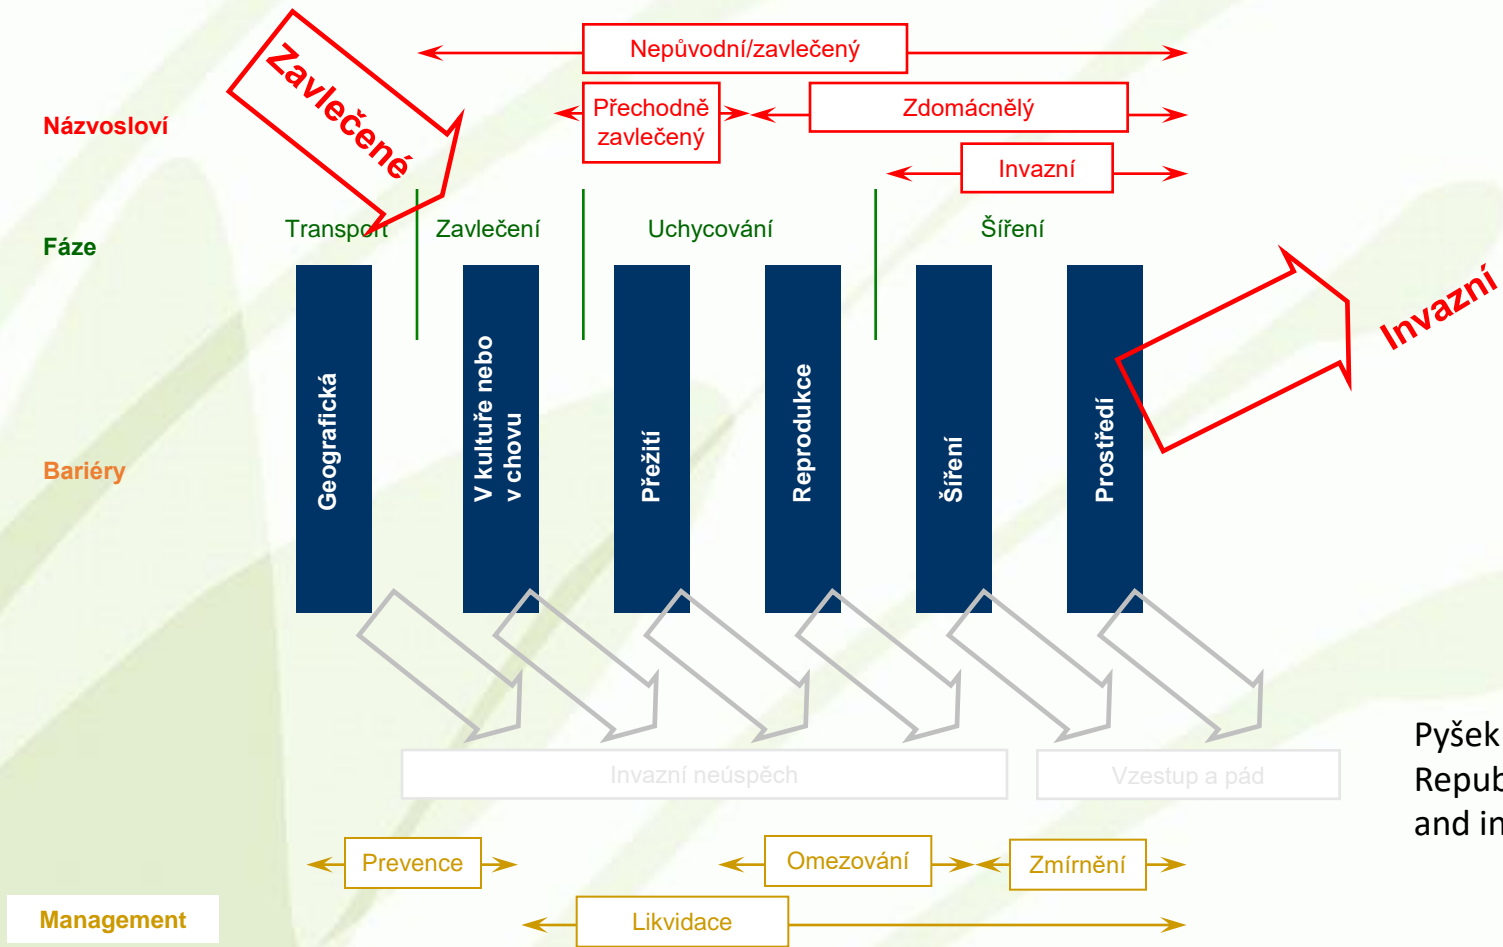 Nepůvodní/zavlečený
Zavlečené
Názvosloví
Přechodně
zavlečený
Zdomácnělý
Invazní
Fáze
Transport
Zavlečení
Uchycování
Šíření
Invazní
Bariéry
Geografická
V kultuře nebo
v chovu
Přežití
Reprodukce
Šíření
Prostředí
Invazní neúspěch
Vzestup a pád
Pyšek
Repub
and in
Prevence
Omezování
Zmírnění
Management
Likvidace